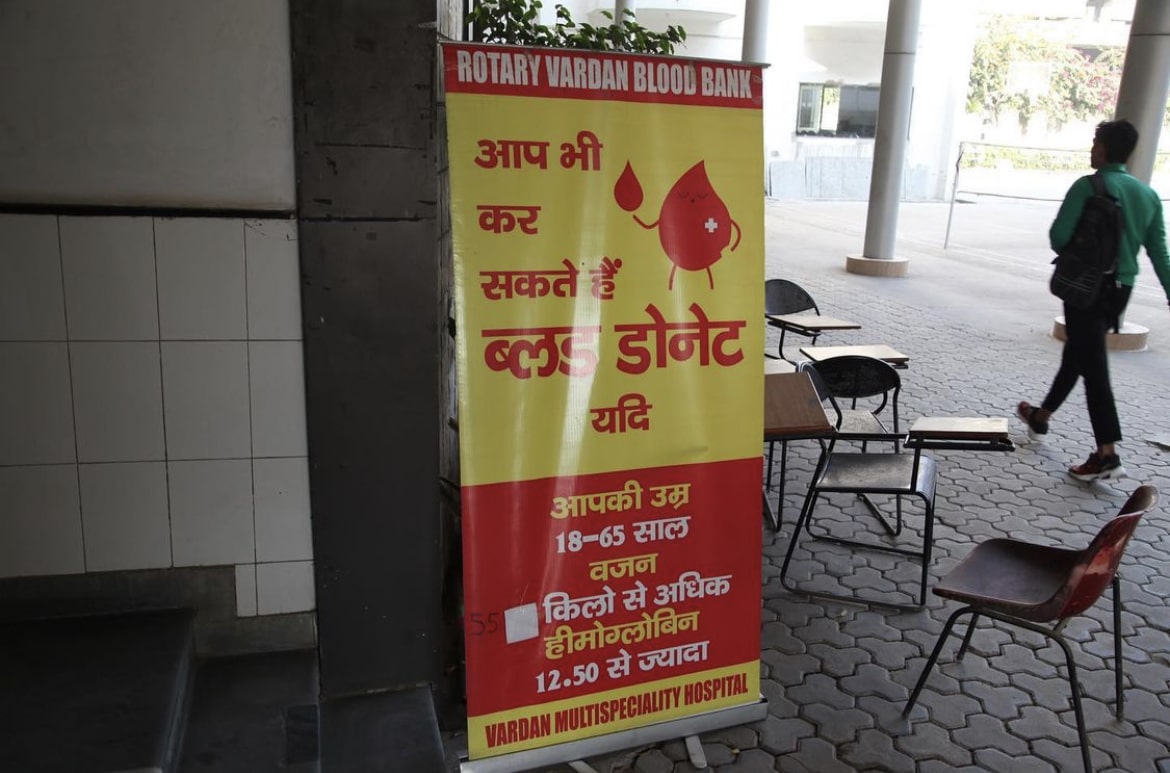 ROTARY VARDAN BLOOD BANK
आप भी
कर
सकते हैं
ब्लड डोनेट
यदि
आपकी उम्र
18-65 साल
वजन
55 किलो से अधिक
हीमोग्लोबिन
12.50 से ज्यादा
VARDAN MULTISPECIALITY HOSPITAL